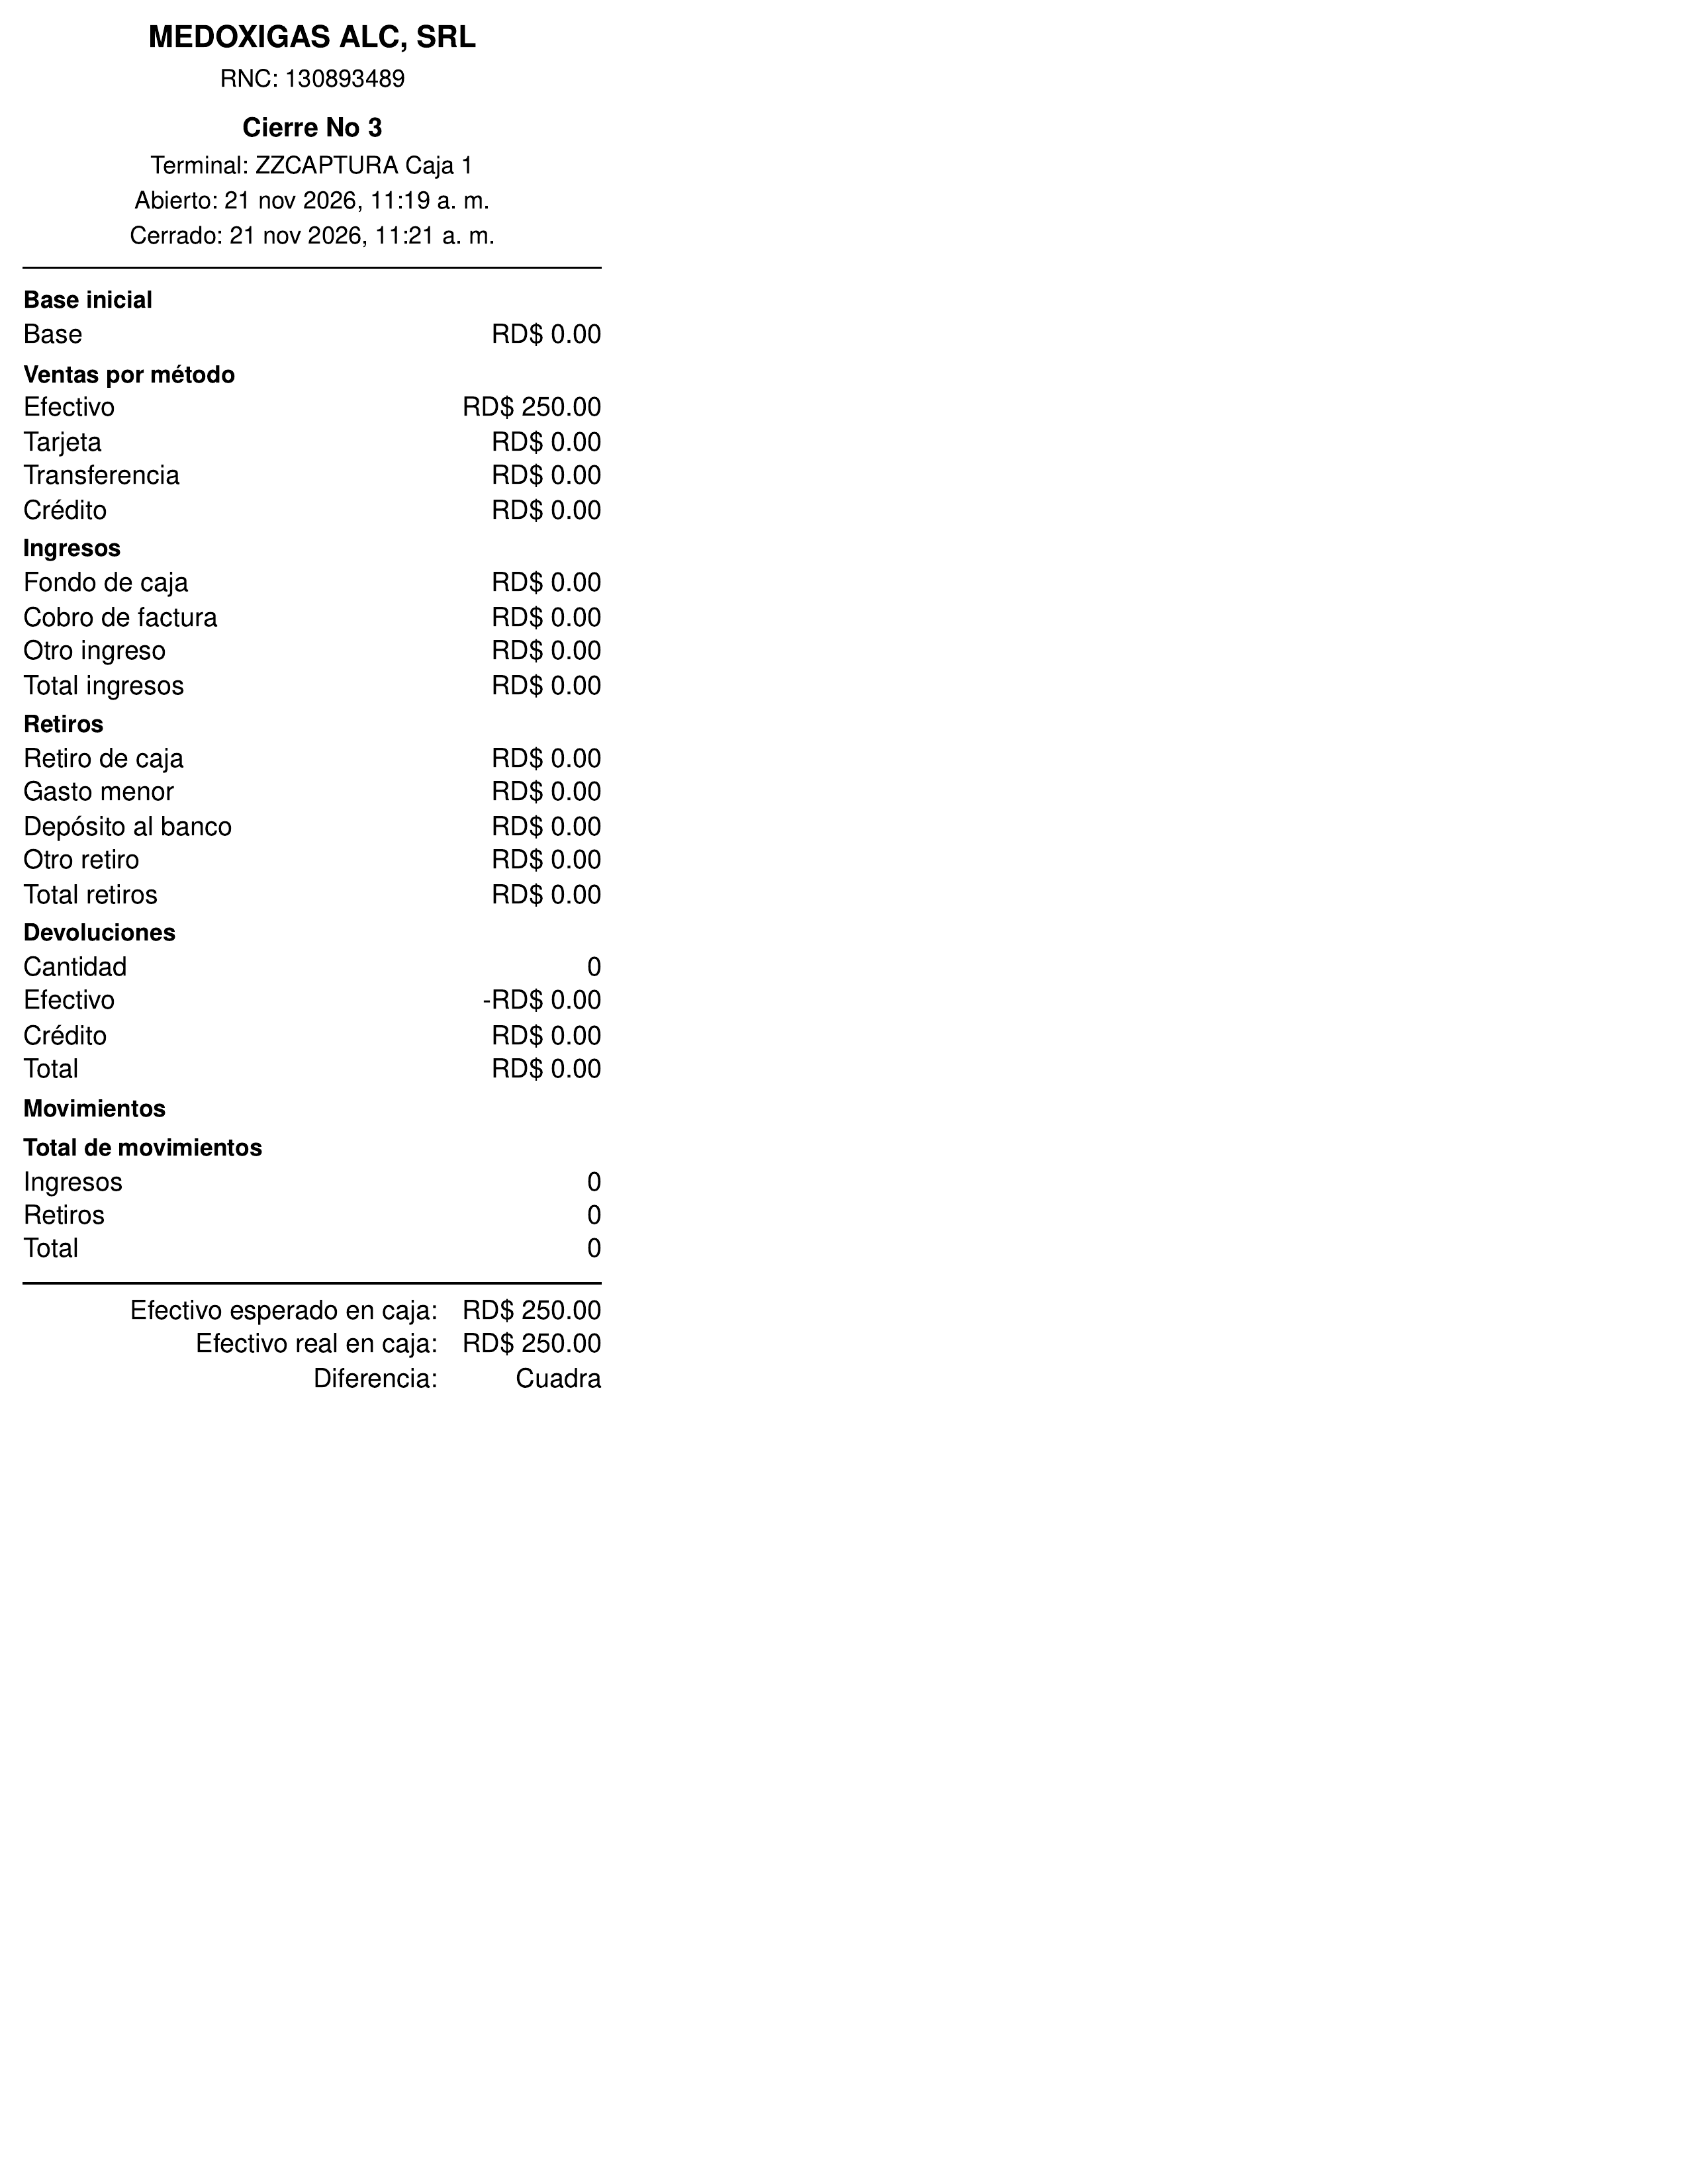 MEDOXIGAS ALC, SRL
RNC: 130893489
Cierre No 3
Terminal: ZZCAPTURA Caja 1
Abierto: 21 nov 2026, 11:19 a. m.
Cerrado: 21 nov 2026, 11:21 a. m.
Base inicial
Base RD$ 0.00
Ventas por método
Efectivo RD$ 250.00
Tarjeta RD$ 0.00
Transferencia RD$ 0.00
Crédito RD$ 0.00
Ingresos
Fondo de caja RD$ 0.00
Cobro de factura RD$ 0.00
Otro ingreso RD$ 0.00
Total ingresos RD$ 0.00
Retiros
Retiro de caja RD$ 0.00
Gasto menor RD$ 0.00
Depósito al banco RD$ 0.00
Otro retiro RD$ 0.00
Total retiros RD$ 0.00
Devoluciones
Cantidad 0
Efectivo -RD$ 0.00
Crédito RD$ 0.00
Total RD$ 0.00
Movimientos
Total de movimientos
Ingresos 0
Retiros 0
Total 0
Efectivo esperado en caja: RD$ 250.00
Efectivo real en caja: RD$ 250.00
Diferencia: Cuadra